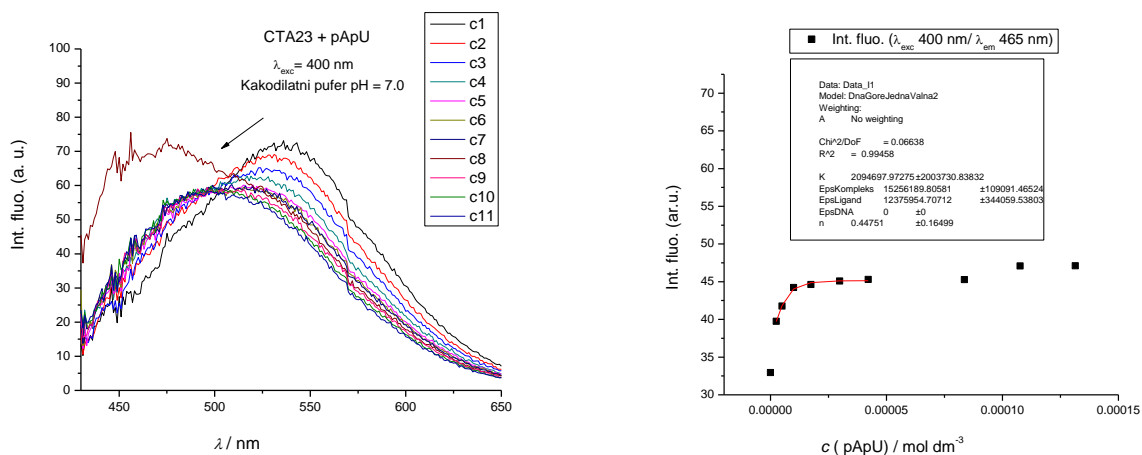 CTA23 + pApU
λexc= 400 nm
Kakodilatni pufer pH = 7.0
c1
c2
c3
c4
c5
c6
c7
c8
c9
c10
c11
Int. fluo. (a. u.)
100
90
80
70
60
50
40
30
20
10
0
450
500
550
600
650
λ / nm
Int. fluo. (λexc 400 nm/ λem 465 nm)
Data: Data_I1
Model: DnaGoreJednaValna2
Weighting:
A No weighting
Chi^2/DoF = 0.06638
R^2 = 0.99458
K 2094697.97275 ±2003730.83832
EpsKompleks 15256189.80581 ±109091.46524
EpsLigand 12375954.70712 ±344059.53803
EpsDNA 0 ±0
n 0.44751 ±0.16499
Int. fluo. (ar.u.)
70
65
60
55
50
45
40
35
30
0.00000
0.00005
0.00010
0.00015
c ( pApU) / mol dm-3